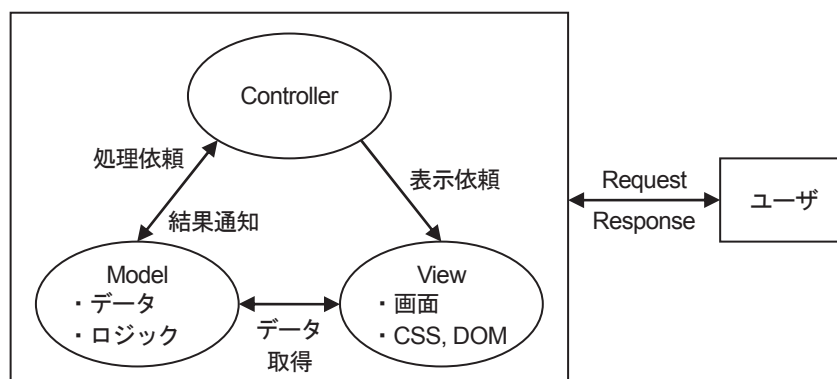 Controller
処理依頼
表示依頼
結果通知
Model
・データ
・ロジック
データ
取得
View
・画面
・CSS, DOM
Request
Response
ユーザ